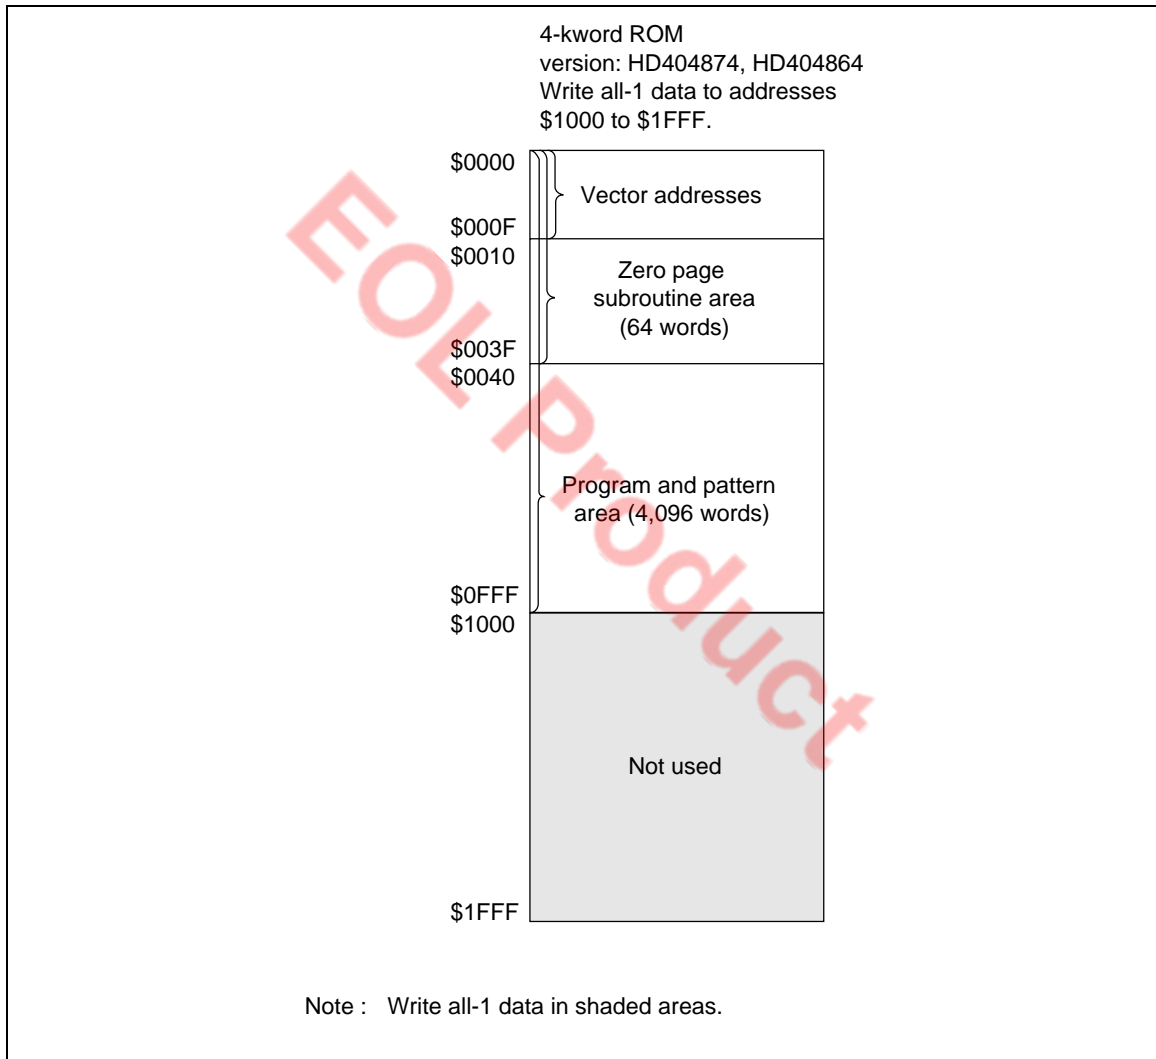 4-kword ROM
version: HD404874, HD404864
Write all-1 data to addresses
$1000 to $1FFF.
$0000
Vector addresses
$000F
$0010
Zero page
subroutine area
(64 words)
$003F
$0040
Program and pattern
area (4,096 words)
$0FFF
$1000
Not used
$1FFF
Note : Write all-1 data in shaded areas.
EOL Product